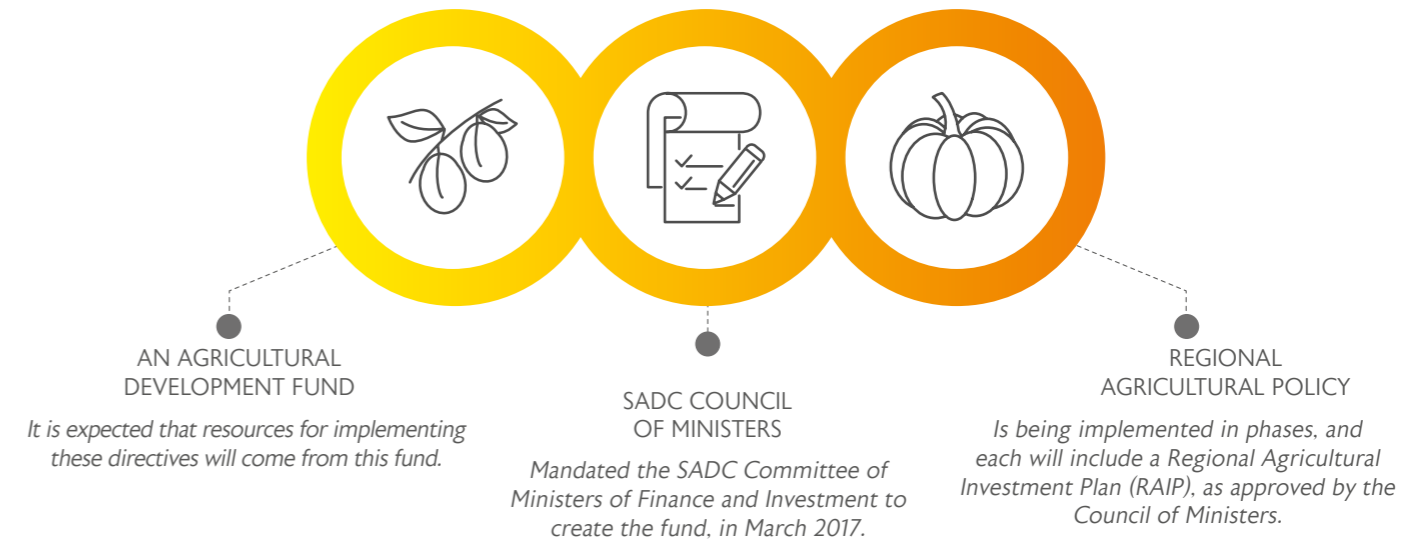 AN AGRICULTURAL
DEVELOPMENT FUND
It is expected that resources for implementing
these directives will come from this fund.
SADC COUNCIL
OF MINISTERS
Mandated the SADC Committee of
Ministers of Finance and Investment to
create the fund, in March 2017.
REGIONAL
AGRICULTURAL POLICY
Is being implemented in phases, and
each will include a Regional Agricultural
Investment Plan (RAIP), as approved by the
Council of Ministers.